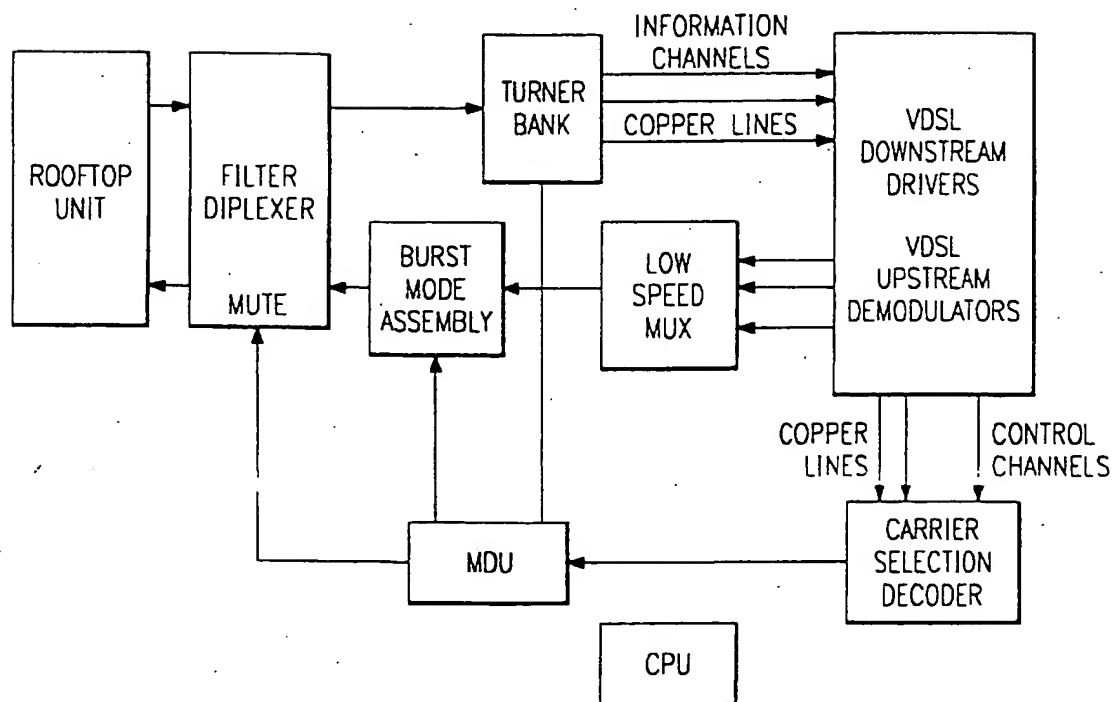 INFORMATION
CHANNELS
TURNER
BANK
COPPER LINES
VDSL
DOWNSTREAM
DRIVERS
ROOFTOP
UNIT
FILTER
DIPLEXER
MUTE
BURST
MODE
ASSEMBLY
LOW
SPEED
MUX
VDSL
UPSTREAM
DEMODULATORS
COPPER
LINES
CONTROL
CHANNELS
MDU
CARRIER
SELECTION
DECODER
CPU